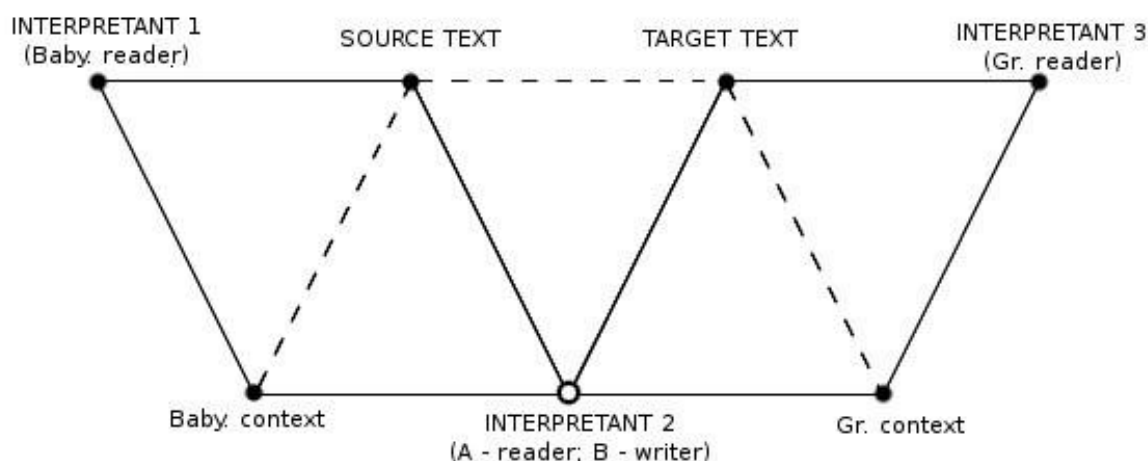 INTERPRETANT 1
(Baby. reader)
SOURCE TEXT
TARGET TEXT
INTERPRETANT 3
(Gr. reader)
Baby. context
INTERPRETANT 2
(A - reader; B - writer)
Gr. context